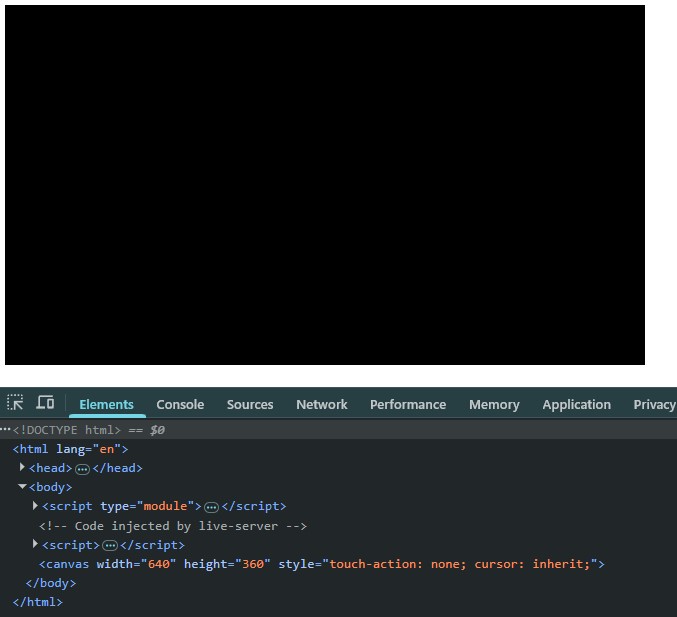 Elements Console Sources Network Performance Memory Application Privacy
...<!DOCTYPE html> == $0
<html lang="en">
<head>...</head>
<body>
<script type="module">...</script>
<!-- Code injected by live-server -->
<script>...</script>
<canvas width="640" height="360" style="touch-action: none; cursor: inherit;">
</body>
</html>